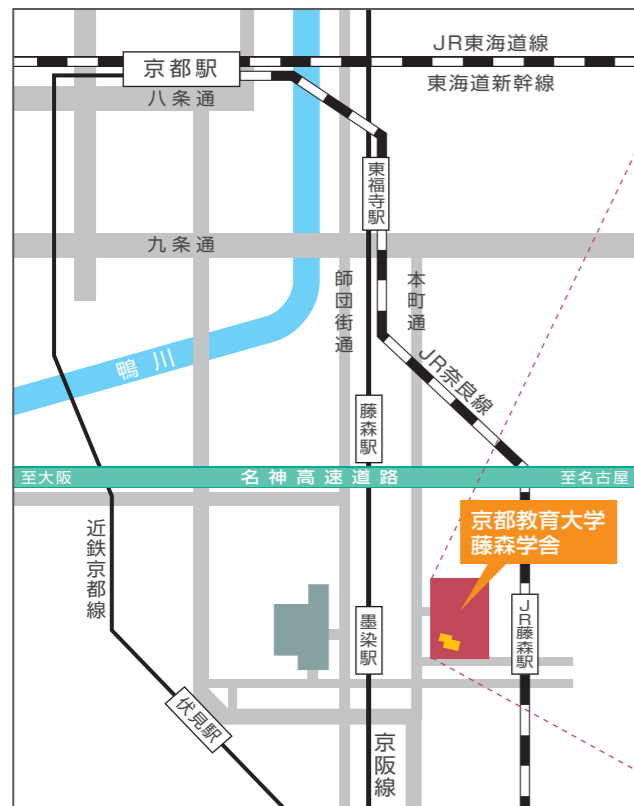 JR東海道線
京都駅
東海道新幹線
八条通
東福寺駅
九条通
師団街通
本町通
鴨川
JR奈良線
藤森駅
至大阪
名神高速道路
至名古屋
京都教育大学
藤森学舎
近鉄京都線
墨染駅
JR藤森駅
伏見駅
京阪線